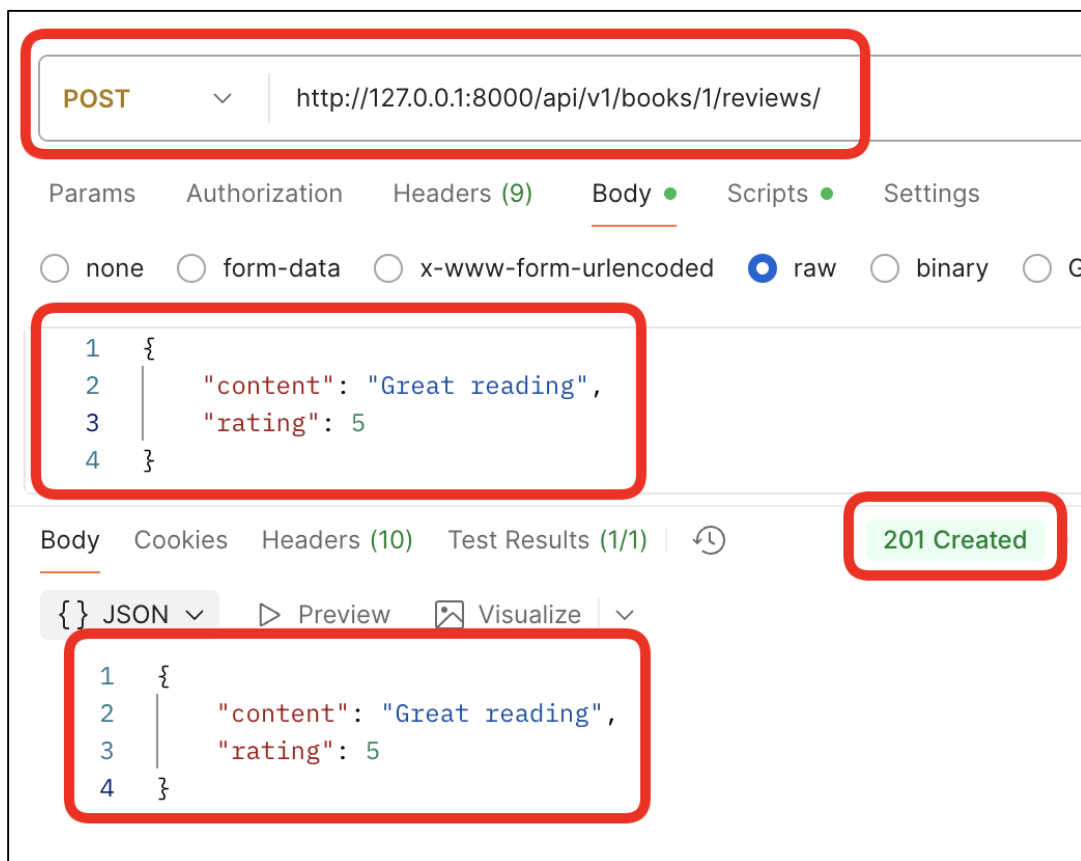 POST http://127.0.0.1:8000/api/v1/books/1/reviews/
Params Authorization Headers (9) Body Scripts Settings
none form-data x-www-form-urlencoded raw binary G
1 {
2 "content": "Great reading",
3 "rating": 5
4 }
Body Cookies Headers (10) Test Results (1/1) 201 Created
{} JSON Preview Visualize
1 {
2 "content": "Great reading",
3 "rating": 5
4 }